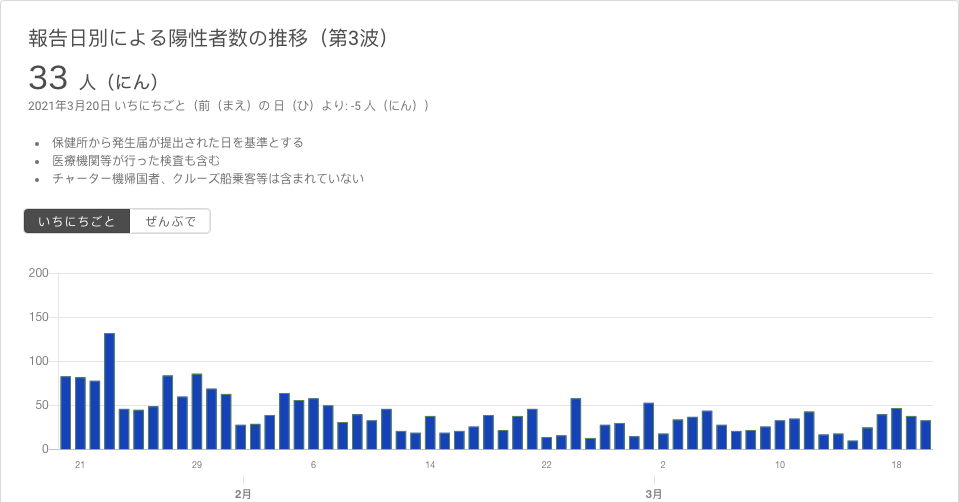 報告日別による陽性者数の推移（第3波）
33 人（にん）
2021年3月20日 いちにちごと（前（まえ）の 日（ひ）より: -5 人（にん））
保健所から発生届が提出された日を基準とする
医療機関等が行った検査も含む
チャーター機帰国者、クルーズ船乗客等は含まれていない
いちにちごと ぜんぶで
200
150
100
50
0
21 29 6 14 22 2 10 18
2月 3月